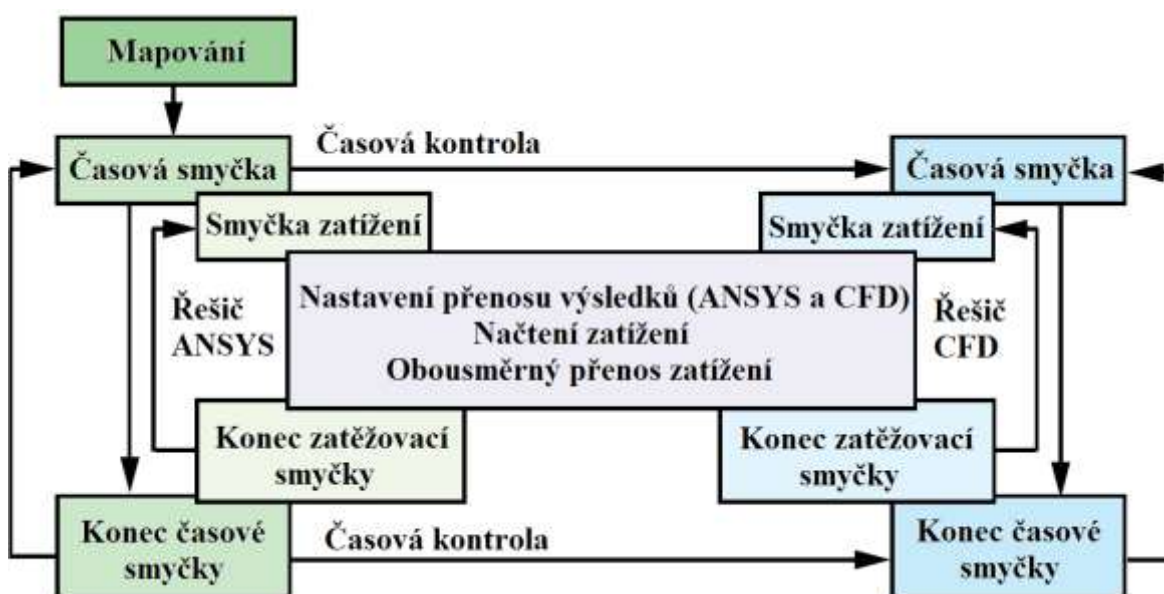 Mapování
Časová kontrola
Časová smyčka
Časová smyčka
Smyčka zatížení
Smyčka zatížení
Nastavení přenosu výsledků (ANSYS a CFD)
Načtení zatížení
Obousměrný přenos zatížení
Řešič
ANSYS
Řešič
CFD
Konec zatěžovací
smyčky
Konec zatěžovací
smyčky
Konec časové
smyčky
Časová kontrola
Konec časové
smyčky